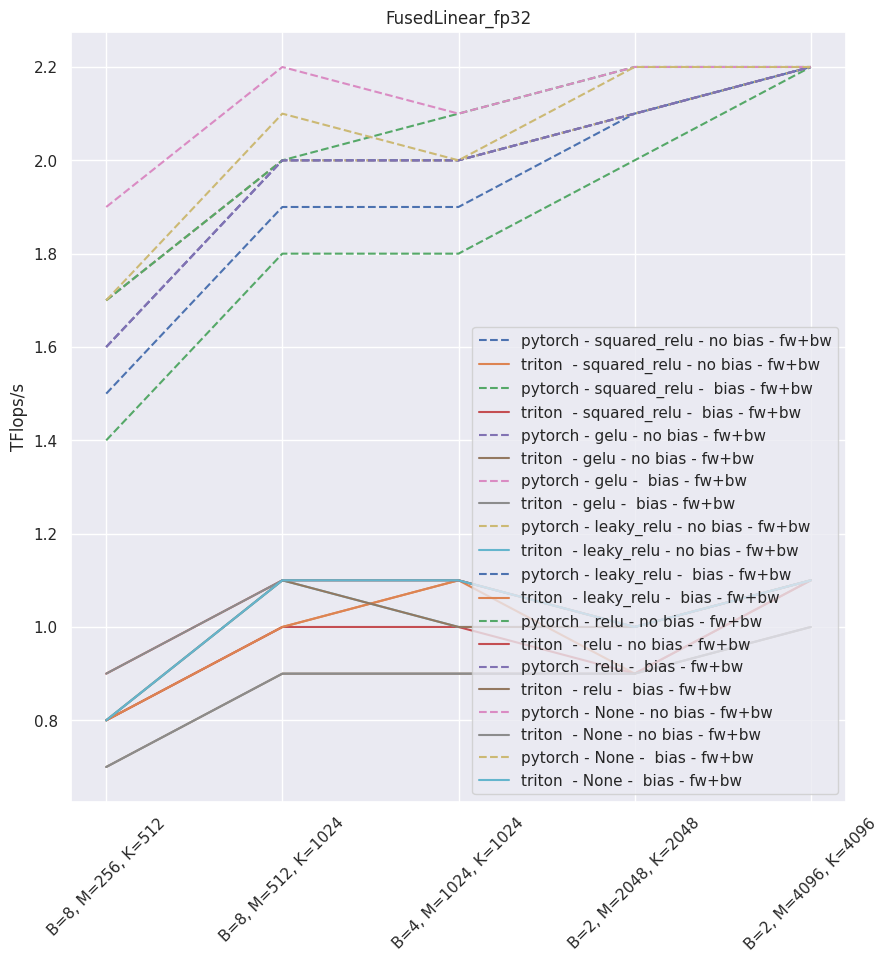 FusedLinear_fp32
TFlops/s
2.2
2.0
1.8
1.6
1.4
1.2
1.0
0.8
pytorch - squared_relu - no bias - fw+bw
triton  - squared_relu - no bias - fw+bw
pytorch - squared_relu -  bias - fw+bw
triton  - squared_relu -  bias - fw+bw
pytorch - gelu - no bias - fw+bw
triton  - gelu - no bias - fw+bw
pytorch - gelu -  bias - fw+bw
triton  - gelu -  bias - fw+bw
pytorch - leaky_relu - no bias - fw+bw
triton  - leaky_relu - no bias - fw+bw
pytorch - leaky_relu -  bias - fw+bw
triton  - leaky_relu -  bias - fw+bw
pytorch - relu - no bias - fw+bw
triton  - relu - no bias - fw+bw
pytorch - relu -  bias - fw+bw
triton  - relu -  bias - fw+bw
pytorch - None - no bias - fw+bw
triton  - None - no bias - fw+bw
pytorch - None -  bias - fw+bw
triton  - None -  bias - fw+bw
B=8, M=256, K=512
B=8, M=512, K=1024
B=4, M=1024, K=1024
B=2, M=2048, K=2048
B=2, M=4096, K=4096